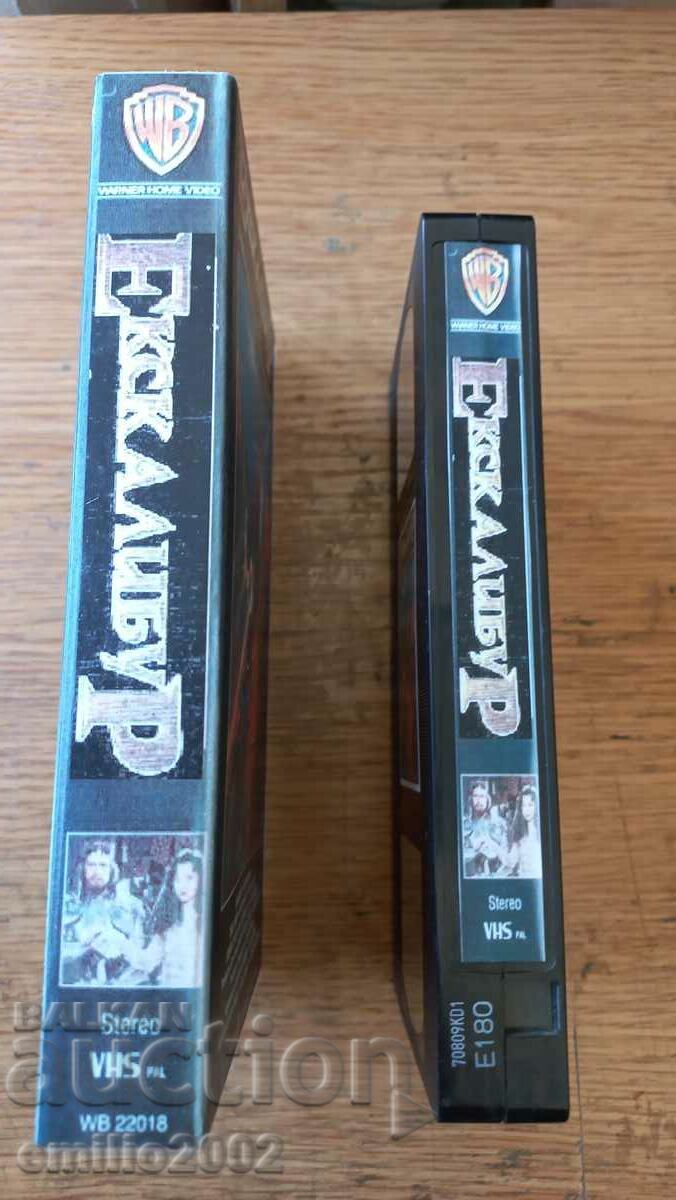 WB
WARNER HOME VIDEO
ЕКСКАЛИБУР
Stereo
VHS PAL
WB 22018
WB
WARNER HOME VIDEO
ЕКСКАЛИБУР
Stereo
VHS PAL
70809KD1
E180
BALKAN
auction
emilio2002